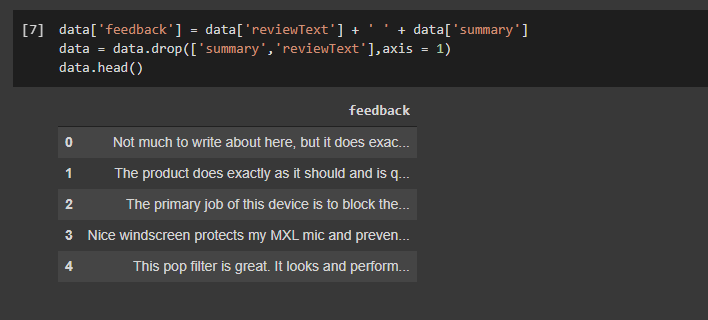 [7] data['feedback'] = data['reviewText'] + ' ' + data['summary']
data = data.drop(['summary','reviewText'],axis = 1)
data.head()
feedback
0 Not much to write about here, but it does exac...
1 The product does exactly as it should and is q...
2 The primary job of this device is to block the...
3 Nice windscreen protects my MXL mic and preven...
4 This pop filter is great. It looks and perform...